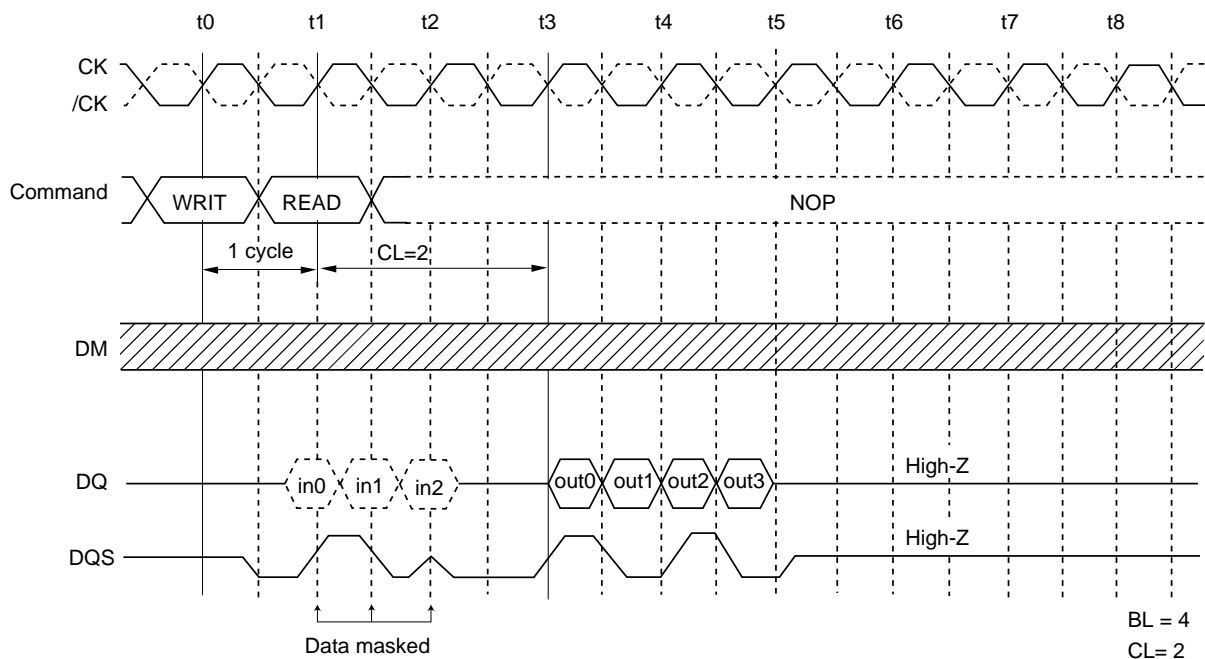 t0 t1 t2 t3 t4 t5 t6 t7 t8
CK
/CK
Command WRIT READ NOP
1 cycle CL=2
DM
DQ in0 in1 in2 out0 out1 out2 out3 High-Z
DQS High-Z
Data masked
BL = 4
CL= 2